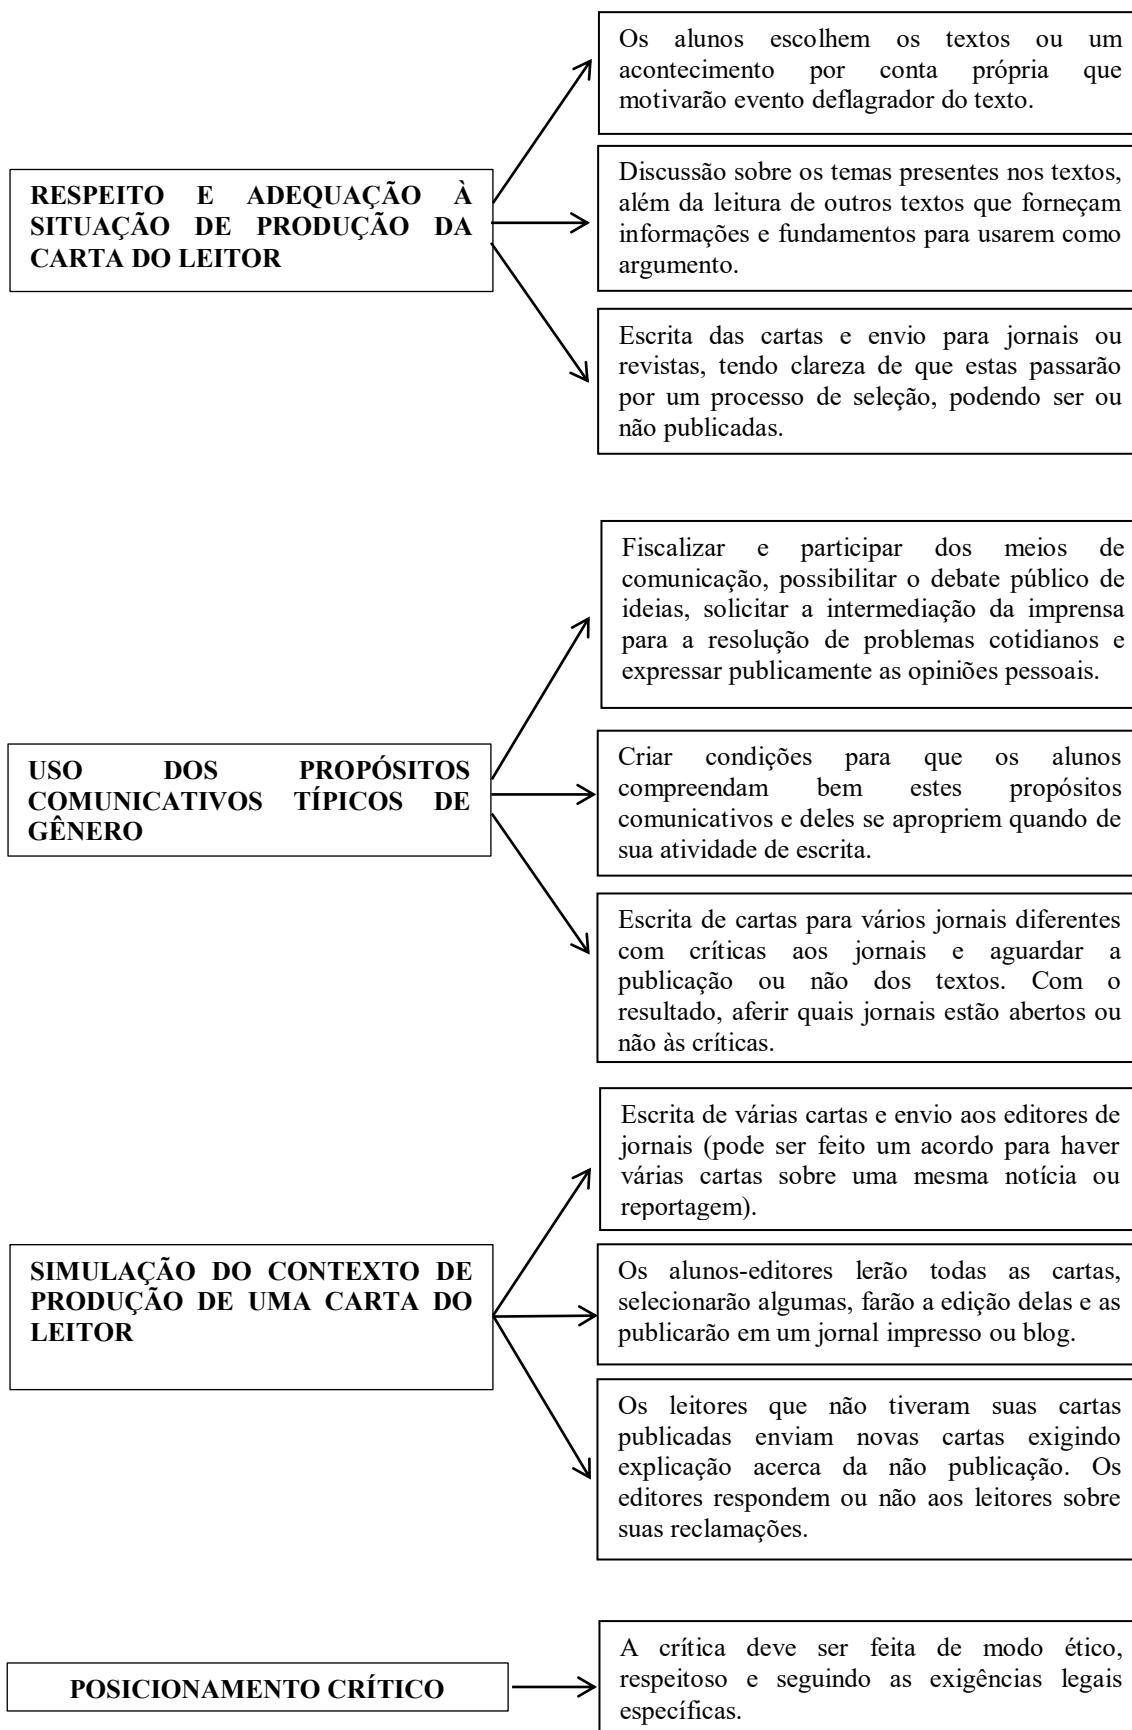 Os alunos escolhem os textos ou um
acontecimento por conta própria que
motivarão evento deflagrador do texto.
RESPEITO E ADEQUAÇÃO À
SITUAÇÃO DE PRODUÇÃO DA
CARTA DO LEITOR
Discussão sobre os temas presentes nos textos,
além da leitura de outros textos que forneçam
informações e fundamentos para usarem como
argumento.
Escrita das cartas e envio para jornais ou
revistas, tendo clareza de que estas passarão
por um processo de seleção, podendo ser ou
não publicadas.
Fiscalizar e participar dos meios de
comunicação, possibilitar o debate público de
ideias, solicitar a intermediação da imprensa
para a resolução de problemas cotidianos e
expressar publicamente as opiniões pessoais.
USO DOS PROPÓSITOS
COMUNICATIVOS TÍPICOS DE
GÊNERO
Criar condições para que os alunos
compreendam bem estes propósitos
comunicativos e deles se apropriem quando de
sua atividade de escrita.
Escrita de cartas para vários jornais diferentes
com críticas aos jornais e aguardar a
publicação ou não dos textos. Com o
resultado, aferir quais jornais estão abertos ou
não às críticas.
Escrita de várias cartas e envio aos editores de
jornais (pode ser feito um acordo para haver
várias cartas sobre uma mesma notícia ou
reportagem).
SIMULAÇÃO DO CONTEXTO DE
PRODUÇÃO DE UMA CARTA DO
LEITOR
Os alunos-editores lerão todas as cartas,
selecionarão algumas, farão a edição delas e as
publicarão em um jornal impresso ou blog.
Os leitores que não tiveram suas cartas
publicadas enviam novas cartas exigindo
explicação acerca da não publicação. Os
editores respondem ou não aos leitores sobre
suas reclamações.
POSICIONAMENTO CRÍTICO
A crítica deve ser feita de modo ético,
respeitoso e seguindo as exigências legais
específicas.